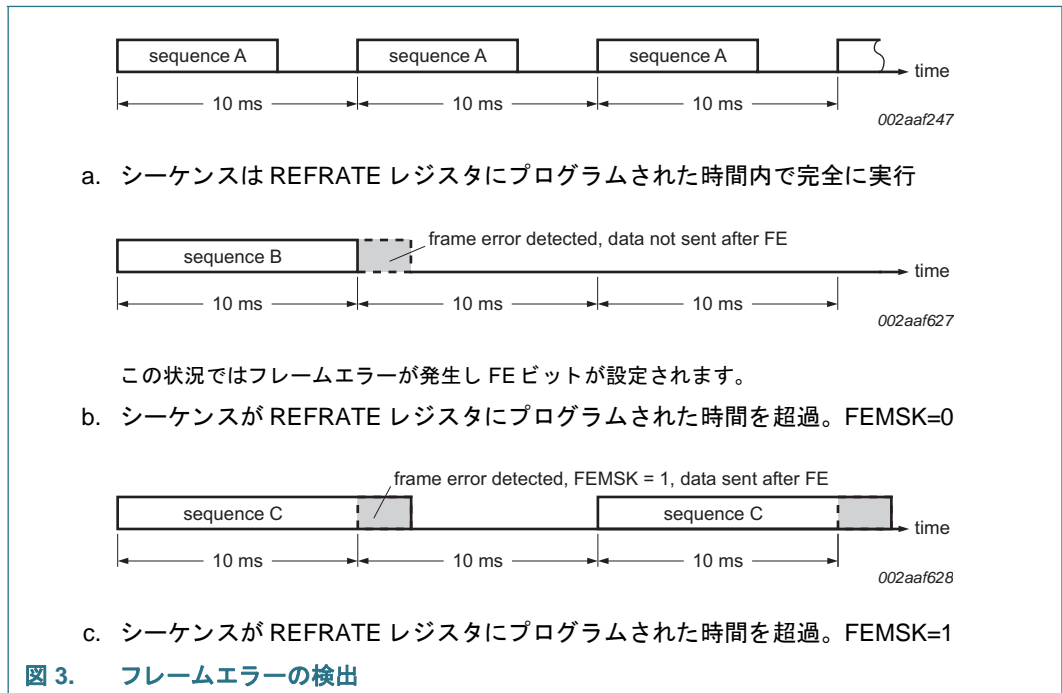 sequence A sequence A sequence A
time
10 ms 10 ms 10 ms
002aaf247
a. シーケンスは REFRATE レジスタにプログラムされた時間内で完全に実行
frame error detected, data not sent after FE
sequence B
time
10 ms 10 ms 10 ms
002aaf627
この状況ではフレームエラーが発生し FE ビットが設定されます。
b. シーケンスが REFRATE レジスタにプログラムされた時間を超過。FEMSK=0
frame error detected, FEMSK = 1, data sent after FE
sequence C sequence C
time
10 ms 10 ms 10 ms
002aaf628
c. シーケンスが REFRATE レジスタにプログラムされた時間を超過。FEMSK=1
図 3. フレームエラーの検出